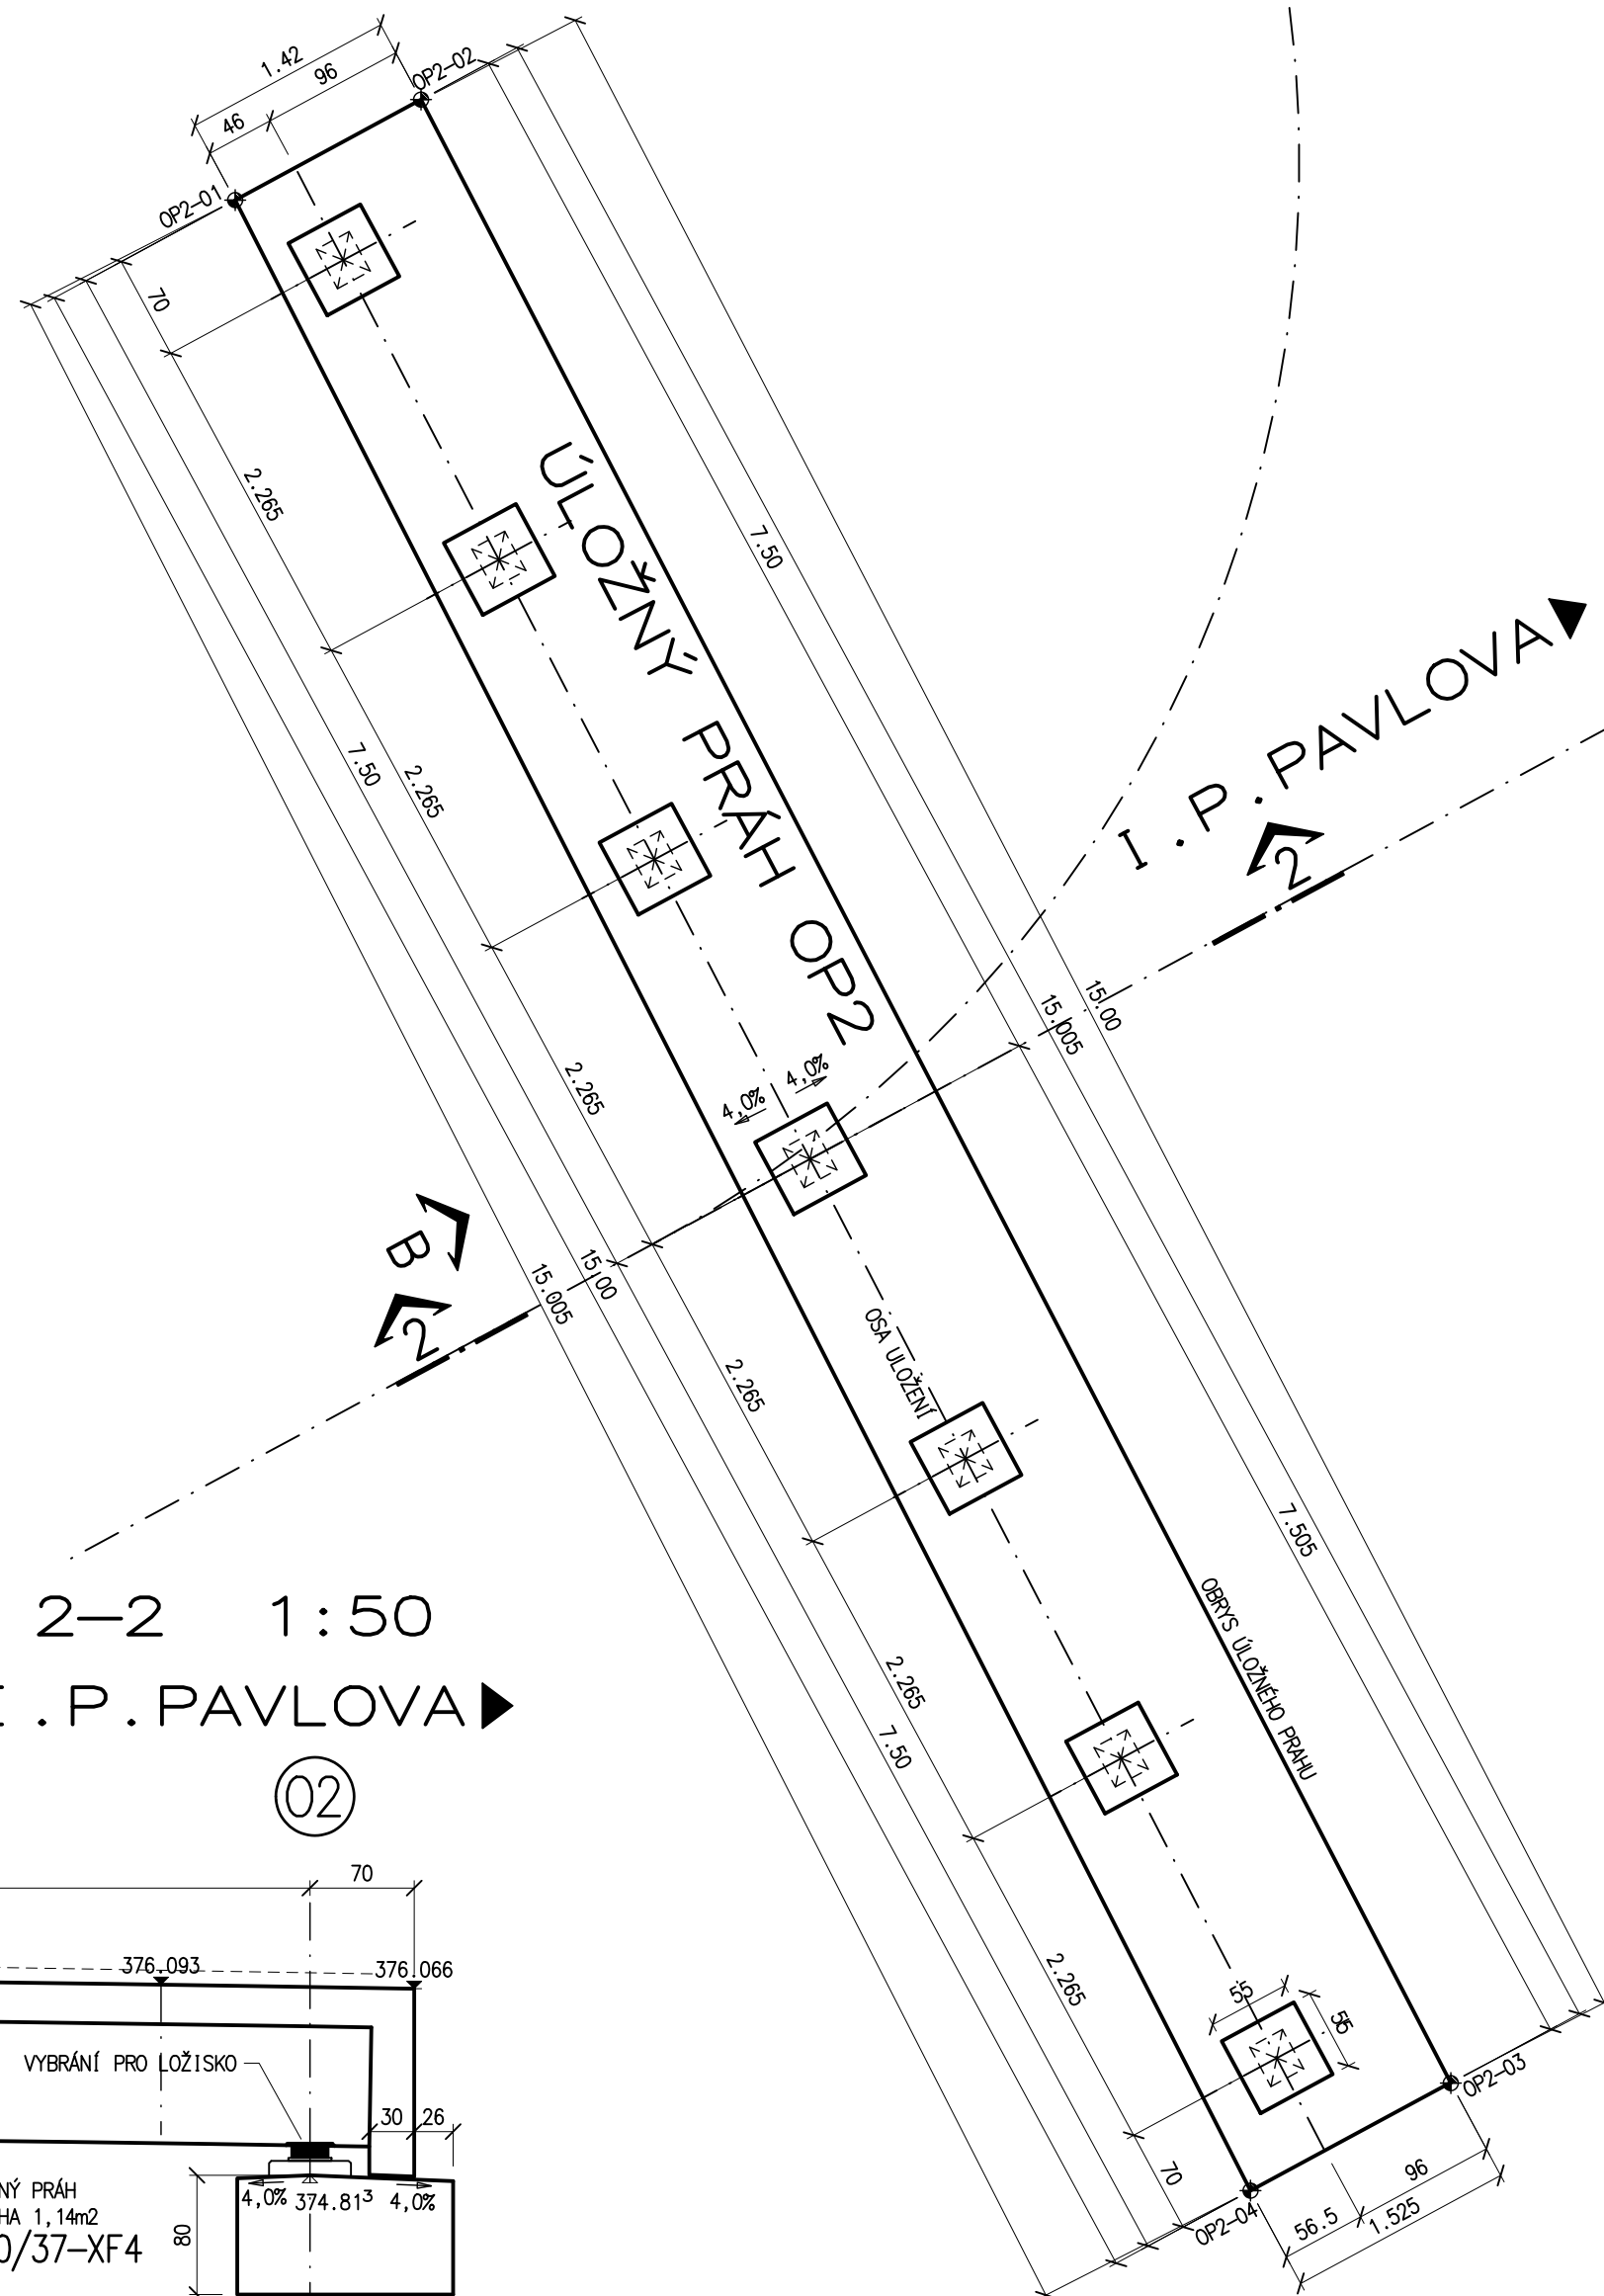 1.42
96
46
OP2-02
OP2-01
70
2.265
7.50
2.265
7.50
2.265
ÚLOŽNÝ PRÁH OP2
I.P.PAVLOVA
2
15.00
15.005
4,0%
4,0%
B
2
15.00
15.005
OSA ULOŽENÍ
2.265
7.505
2.265
7.50
OBRYS ÚLOŽNÉHO PRAHU
2.265
55
55
OP2-03
70
OP2-04
96
56.5
1.525
2-2 1:50
.P.PAVLOVA
02
70
376.093
376.066
VYBRÁNÍ PRO LOŽISKO
30
26
NÝ PRÁH
HA 1,14m2
0/37-XF4
4,0%
374.81³
4,0%
80